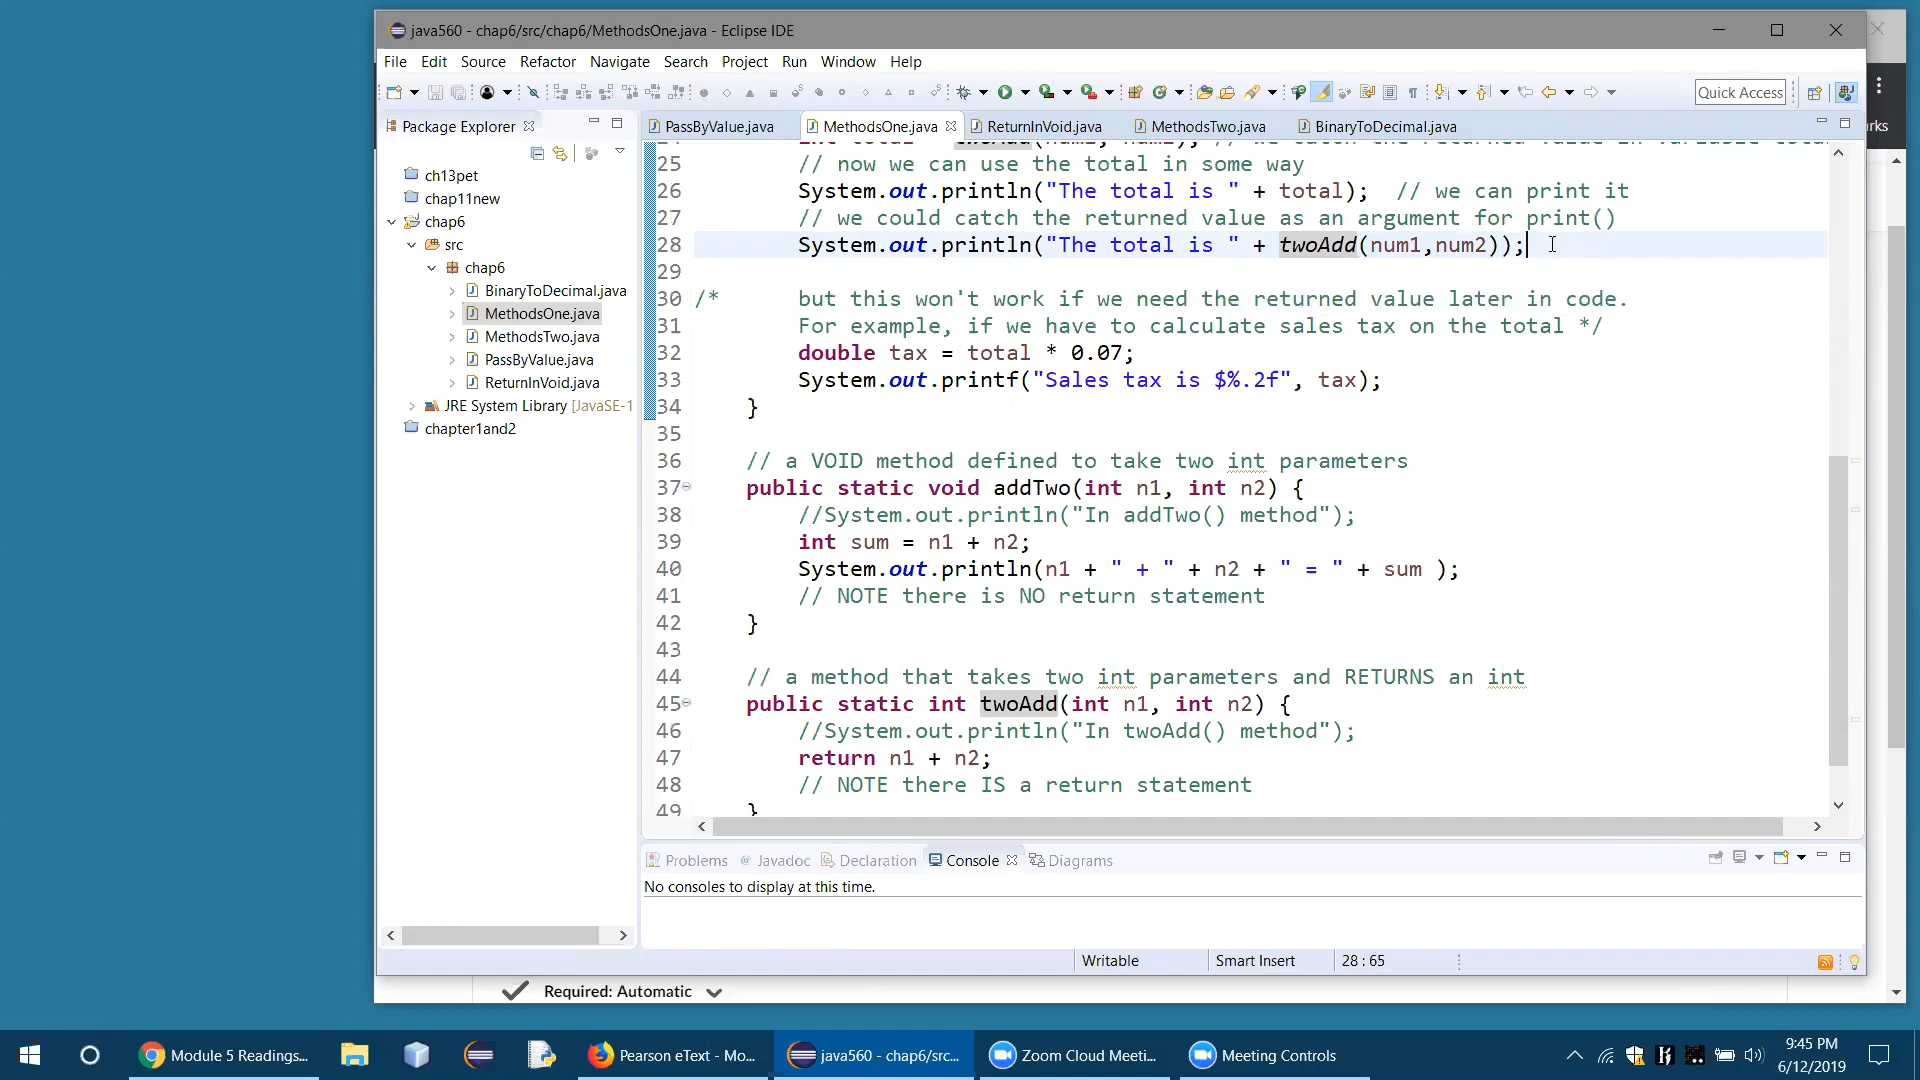 java560 - chap6/src/chap6/MethodsOne.java - Eclipse IDE
File Edit Source Refactor Navigate Search Project Run Window Help
Quick Access
Package Explorer
PassByValue.java MethodsOne.java ReturnInVoid.java MethodsTwo.java BinaryToDecimal.java
rks
ch13pet
chap11new
chap6
src
chap6
BinaryToDecimal.java
MethodsOne.java
MethodsTwo.java
PassByValue.java
ReturnInVoid.java
JRE System Library [JavaSE-1
chapter1and2
25 // now we can use the total in some way
26 System.out.println("The total is " + total); // we can print it
27 // we could catch the returned value as an argument for print()
28 System.out.println("The total is " + twoAdd(num1,num2));
29
30 /* but this won't work if we need the returned value later in code.
31 For example, if we have to calculate sales tax on the total */
32 double tax = total * 0.07;
33 System.out.printf("Sales tax is $%.2f", tax);
34 }
35
36 // a VOID method defined to take two int parameters
37 public static void addTwo(int n1, int n2) {
38 //System.out.println("In addTwo() method");
39 int sum = n1 + n2;
40 System.out.println(n1 + " + " + n2 + " = " + sum );
41 // NOTE there is NO return statement
42 }
43
44 // a method that takes two int parameters and RETURNS an int
45 public static int twoAdd(int n1, int n2) {
46 //System.out.println("In twoAdd() method");
47 return n1 + n2;
48 // NOTE there IS a return statement
49 }
Problems @ Javadoc Declaration Console Diagrams
No consoles to display at this time.
Writable Smart Insert 28 : 65
Required: Automatic
Module 5 Readings... Pearson eText - Mo... java560 - chap6/src... Zoom Cloud Meeti... Meeting Controls
9:45 PM
6/12/2019